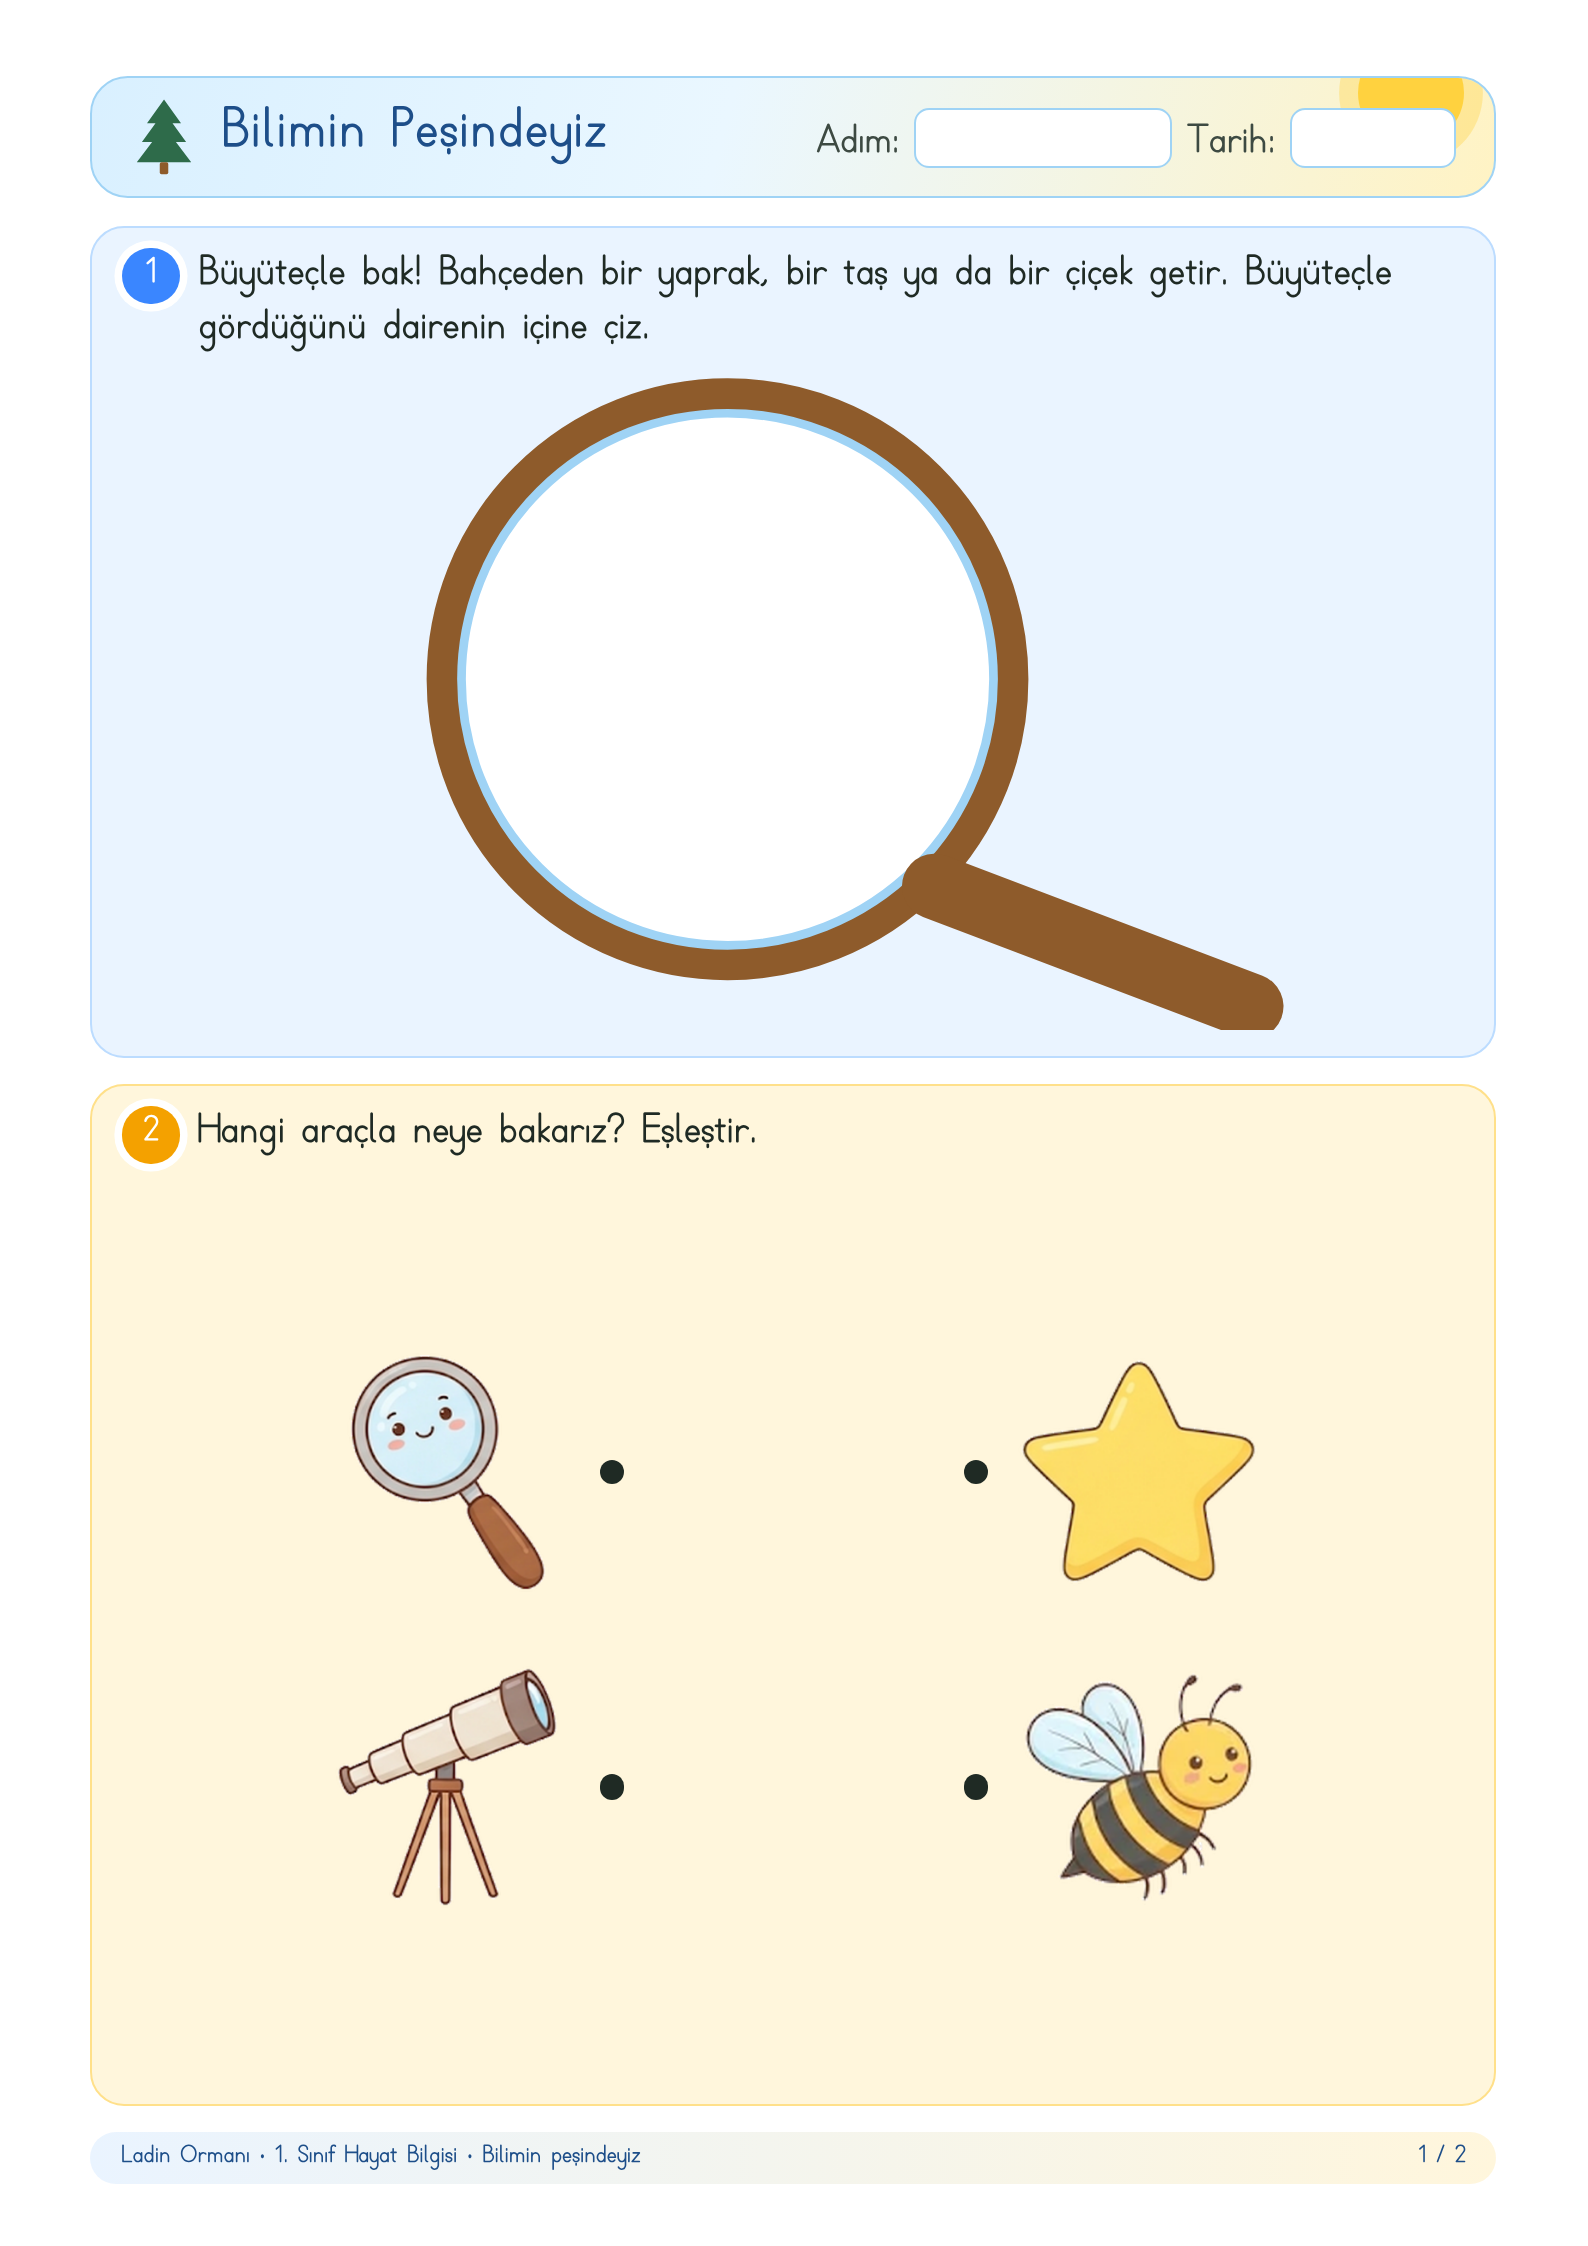 Bilimin Peşindeyiz
Adım:
Tarih:
1
Büyüteçle bak! Bahçeden bir yaprak, bir taş ya da bir çiçek getir. Büyüteçle
gördüğünü dairenin içine çiz.
2
Hangi araçla neye bakarız? Eşleştir.
Ladin Ormanı • 1. Sınıf Hayat Bilgisi • Bilimin peşindeyiz
1 / 2